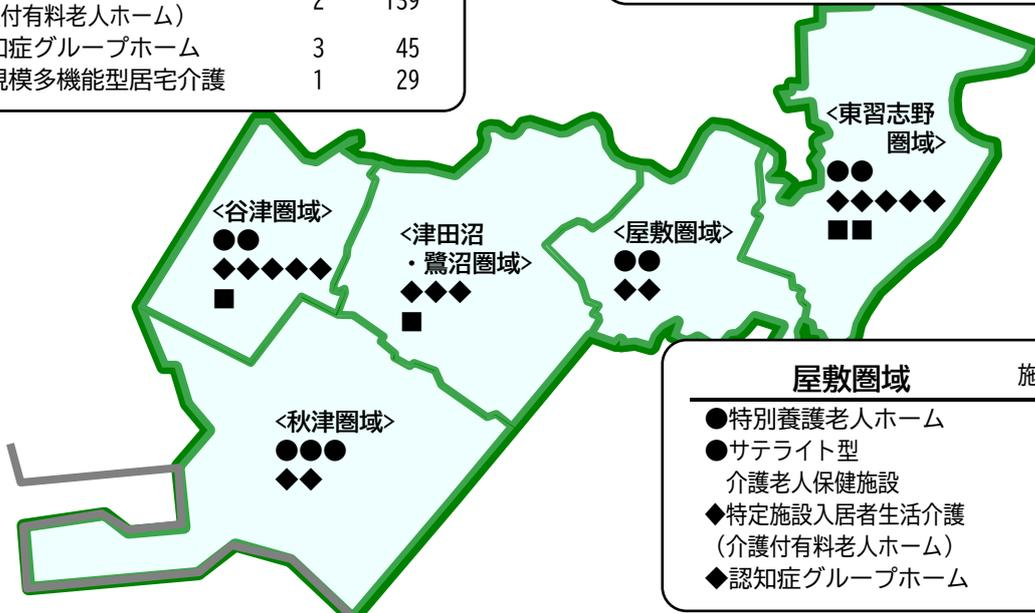 2 139
付有料老人ホーム）
知症グループホーム 3 45
規模多機能型居宅介護 1 29
<東習志野
圏域>
●●
◆◆◆◆◆
■■
<谷津圏域>
●●
◆◆◆◆◆
■
<津田沼
・鷺沼圏域>
◆◆◆
■
<屋敷圏域>
●●
◆◆
<秋津圏域>
●●●
◆◆
屋敷圏域 施
●特別養護老人ホーム
●サテライト型
介護老人保健施設
◆特定施設入居者生活介護
（介護付有料老人ホーム）
◆認知症グループホーム